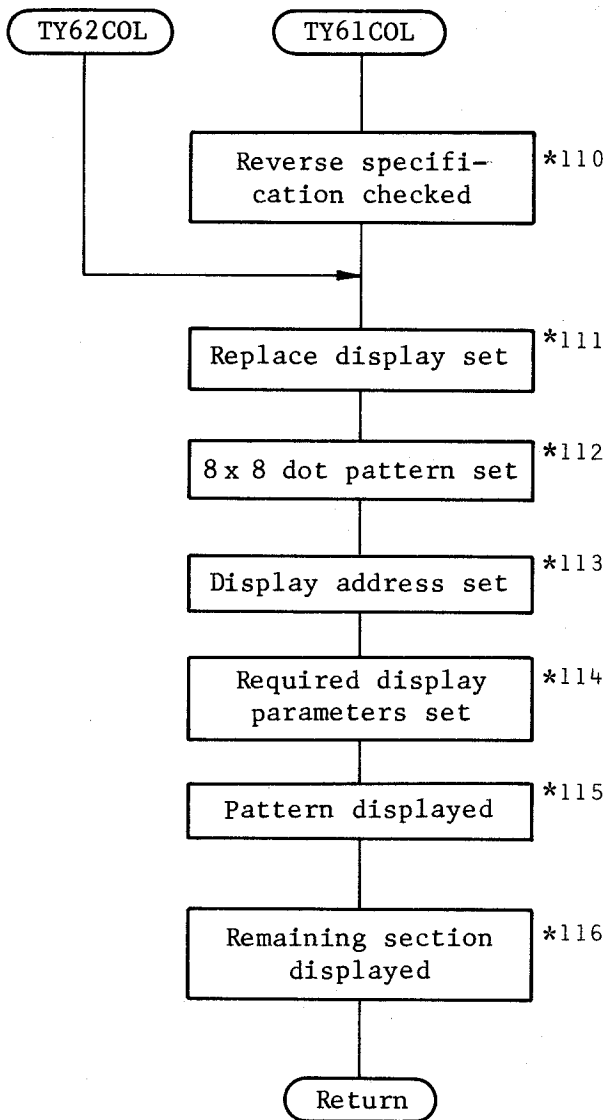 TY62COL
TY61COL
Reverse specifi-
cation checked
*110
Replace display set
*111
8 x 8 dot pattern set
*112
Display address set
*113
Required display
parameters set
*114
Pattern displayed
*115
Remaining section
displayed
*116
Return